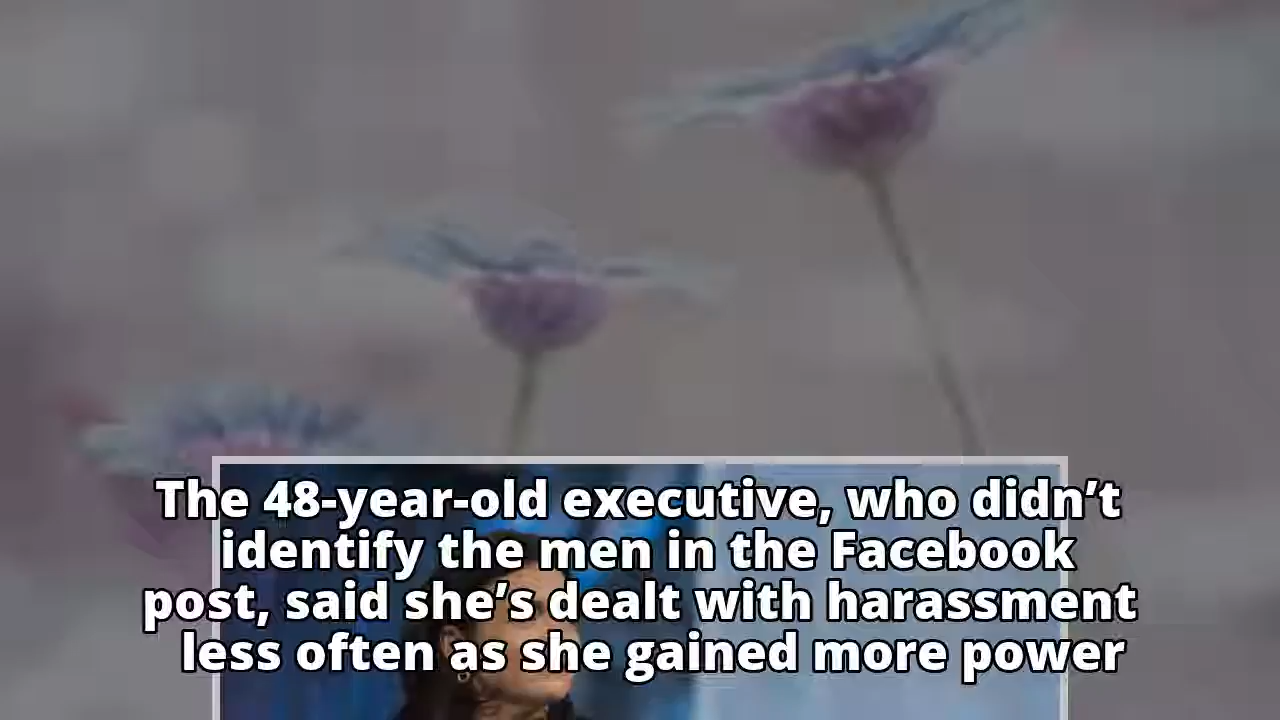 The 48-year-old executive, who didn’t
identify the men in the Facebook
post, said she’s dealt with harassment
less often as she gained more power